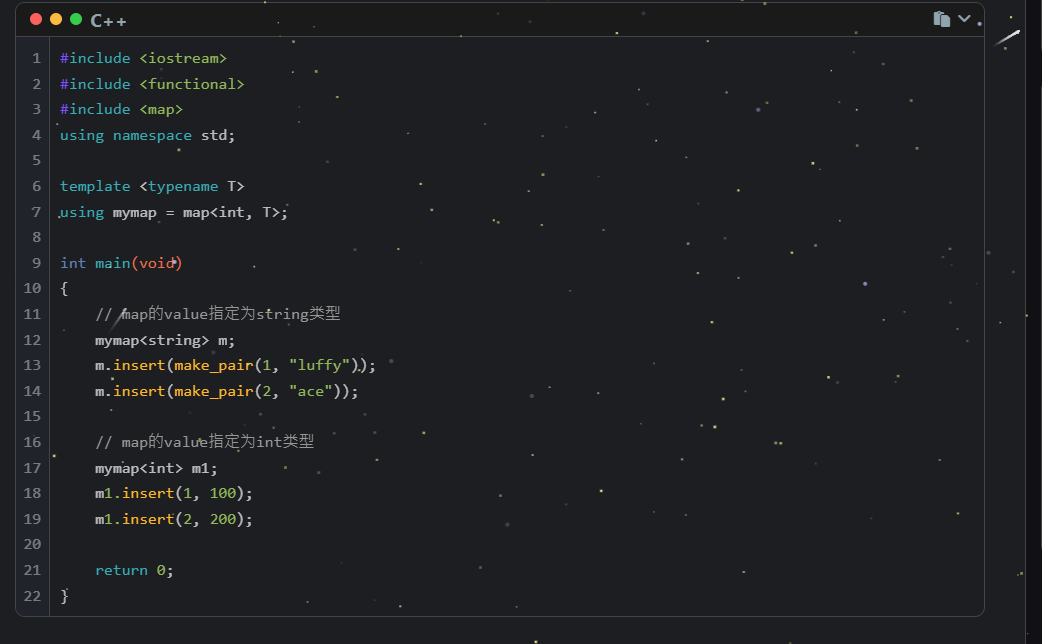 C++
1 #include <iostream>
2 #include <functional>
3 #include <map>
4 using namespace std;
5
6 template <typename T>
7 using mymap = map<int, T>;
8
9 int main(void)
10 {
11     // map的value指定为string类型
12     mymap<string> m;
13     m.insert(make_pair(1, "luffy"));
14     m.insert(make_pair(2, "ace"));
15
16     // map的value指定为int类型
17     mymap<int> m1;
18     m1.insert(1, 100);
19     m1.insert(2, 200);
20
21     return 0;
22 }